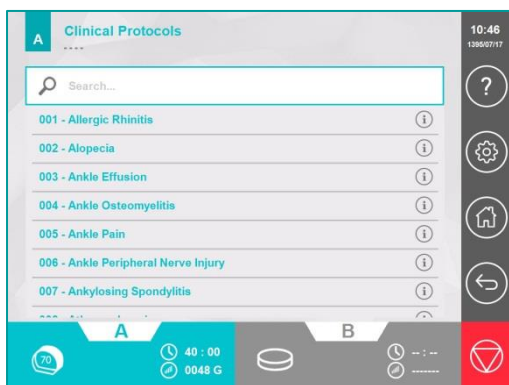 A
Clinical Protocols
10:46
1395/07/17
Search...
?
001 - Allergic Rhinitis
002 - Alopecia
003 - Ankle Effusion
004 - Ankle Osteomyelitis
005 - Ankle Pain
006 - Ankle Peripheral Nerve Injury
007 - Ankylosing Spondylitis
A
B
70
40 : 00
-- : --
0048 G
-------